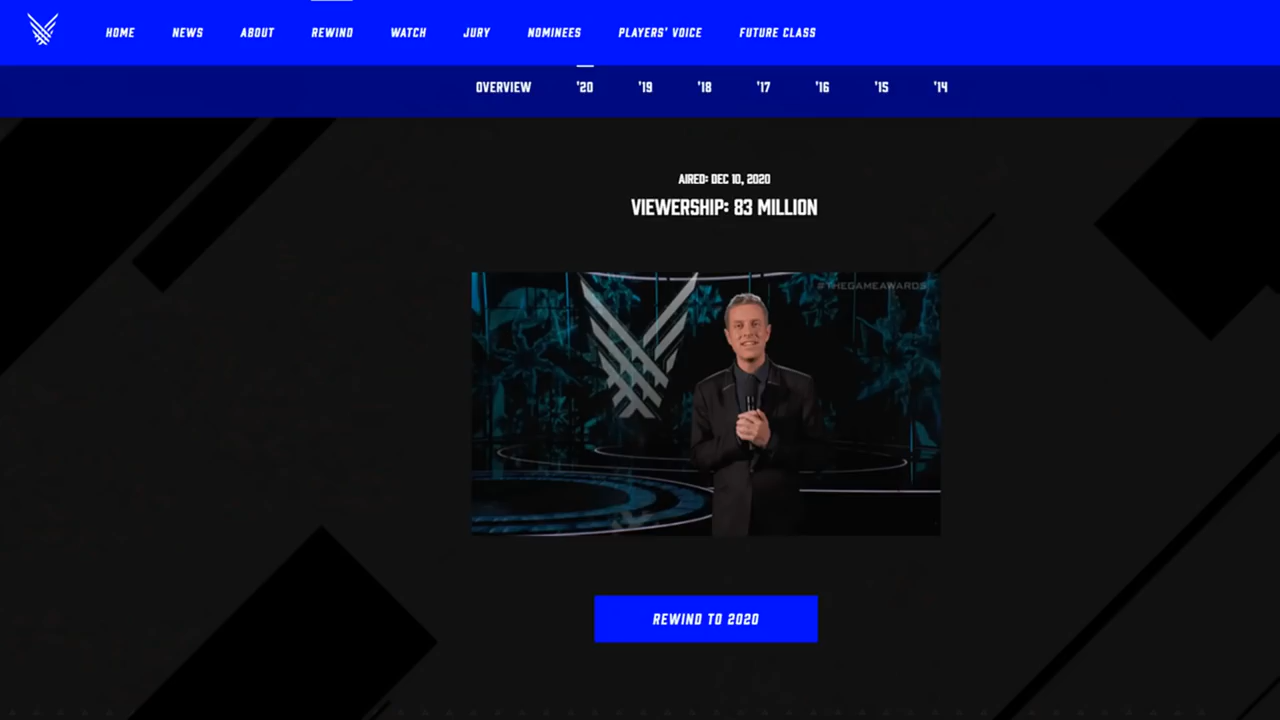 HOME NEWS ABOUT REWIND WATCH JURY NOMINEES PLAYERS' VOICE FUTURE CLASS
OVERVIEW '20 '19 '18 '17 '16 '15 '14
AIRED: DEC 10, 2020
VIEWERSHIP: 83 MILLION
#THEGAMEAWARDS
REWIND TO 2020